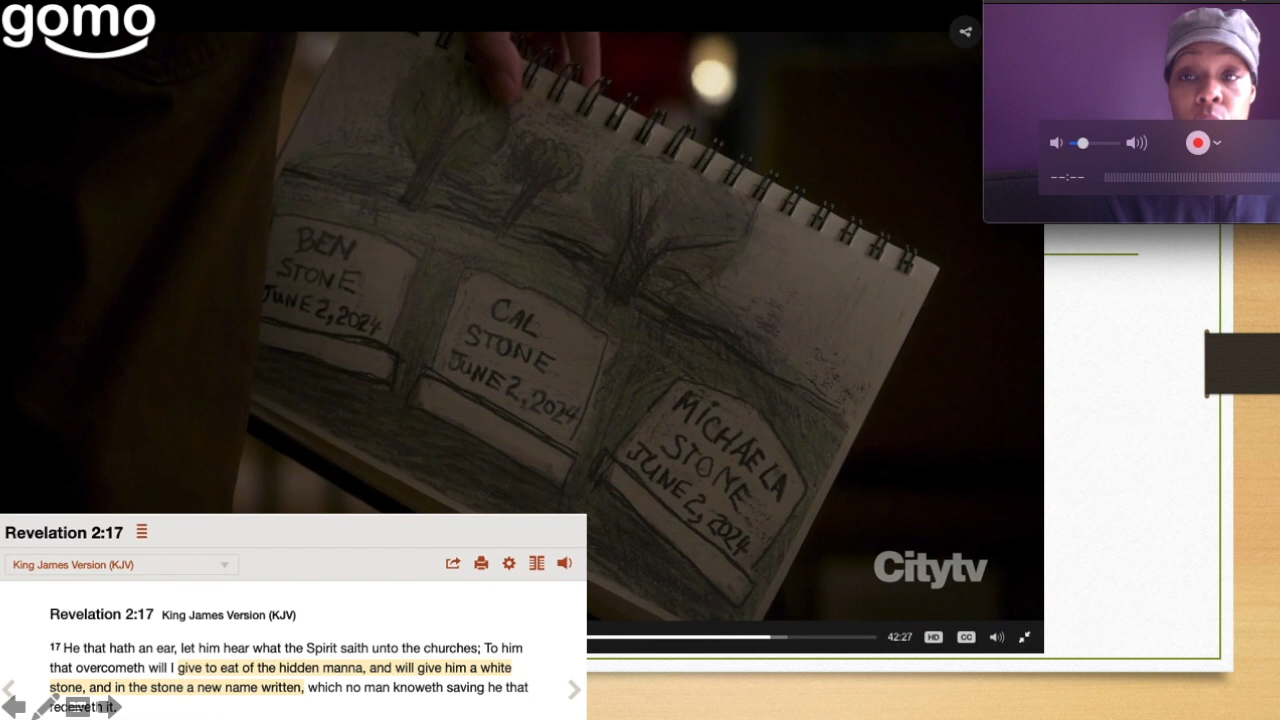 gomo
BEN
STONE
JUNE 2, 2024
CAL
STONE
JUNE 2, 2024
MICHAELA
STONE
JUNE 2, 2024
Citytv
42:27
HD
CC
--:--
Revelation 2:17
King James Version (KJV)
Revelation 2:17 King James Version (KJV)
17 He that hath an ear, let him hear what the Spirit saith unto the churches; To him
that overcometh will I give to eat of the hidden manna, and will give him a white
stone, and in the stone a new name written, which no man knoweth saving he that
receiveth it.